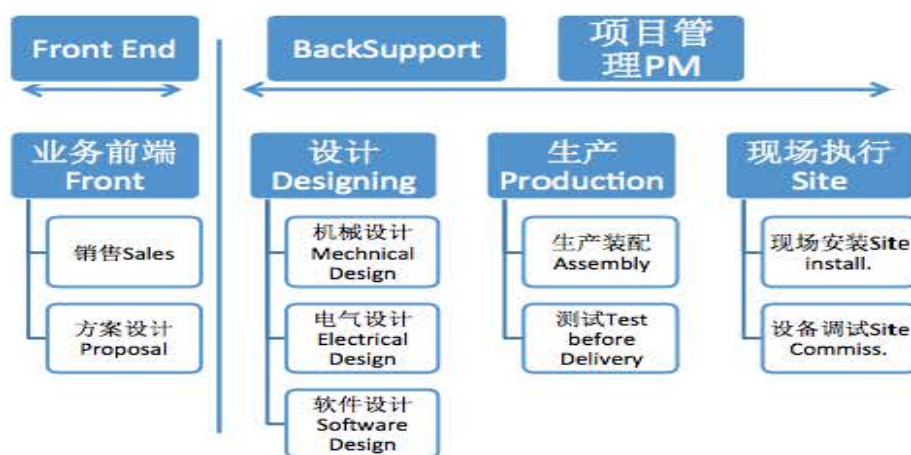 Front End
BackSupport
项目管
理PM
业务前端
Front
设计
Designing
生产
Production
现场执行
Site
销售Sales
方案设计
Proposal
机械设计
Mechnical
Design
电气设计
Electrical
Design
软件设计
Software
Design
生产装配
Assembly
测试Test
before
Delivery
现场安装Site
install.
设备调试Site
Commiss.